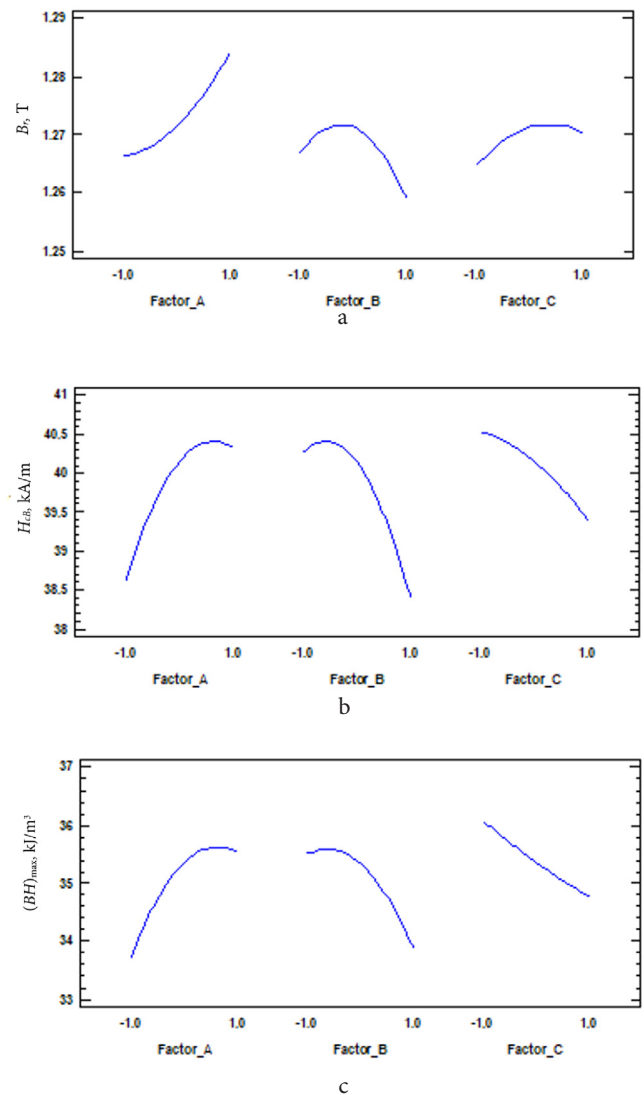 1.29
1.28
1.27
1.26
1.25
Br, T
-1.0 1.0 -1.0 1.0 -1.0 1.0
Factor_A Factor_B Factor_C
a
41
40.5
40
39.5
39
38.5
38
HcB, kA/m
-1.0 1.0 -1.0 1.0 -1.0 1.0
Factor_A Factor_B Factor_C
b
37
36
35
34
33
(BH)max, kJ/m³
-1.0 1.0 -1.0 1.0 -1.0 1.0
Factor_A Factor_B Factor_C
c